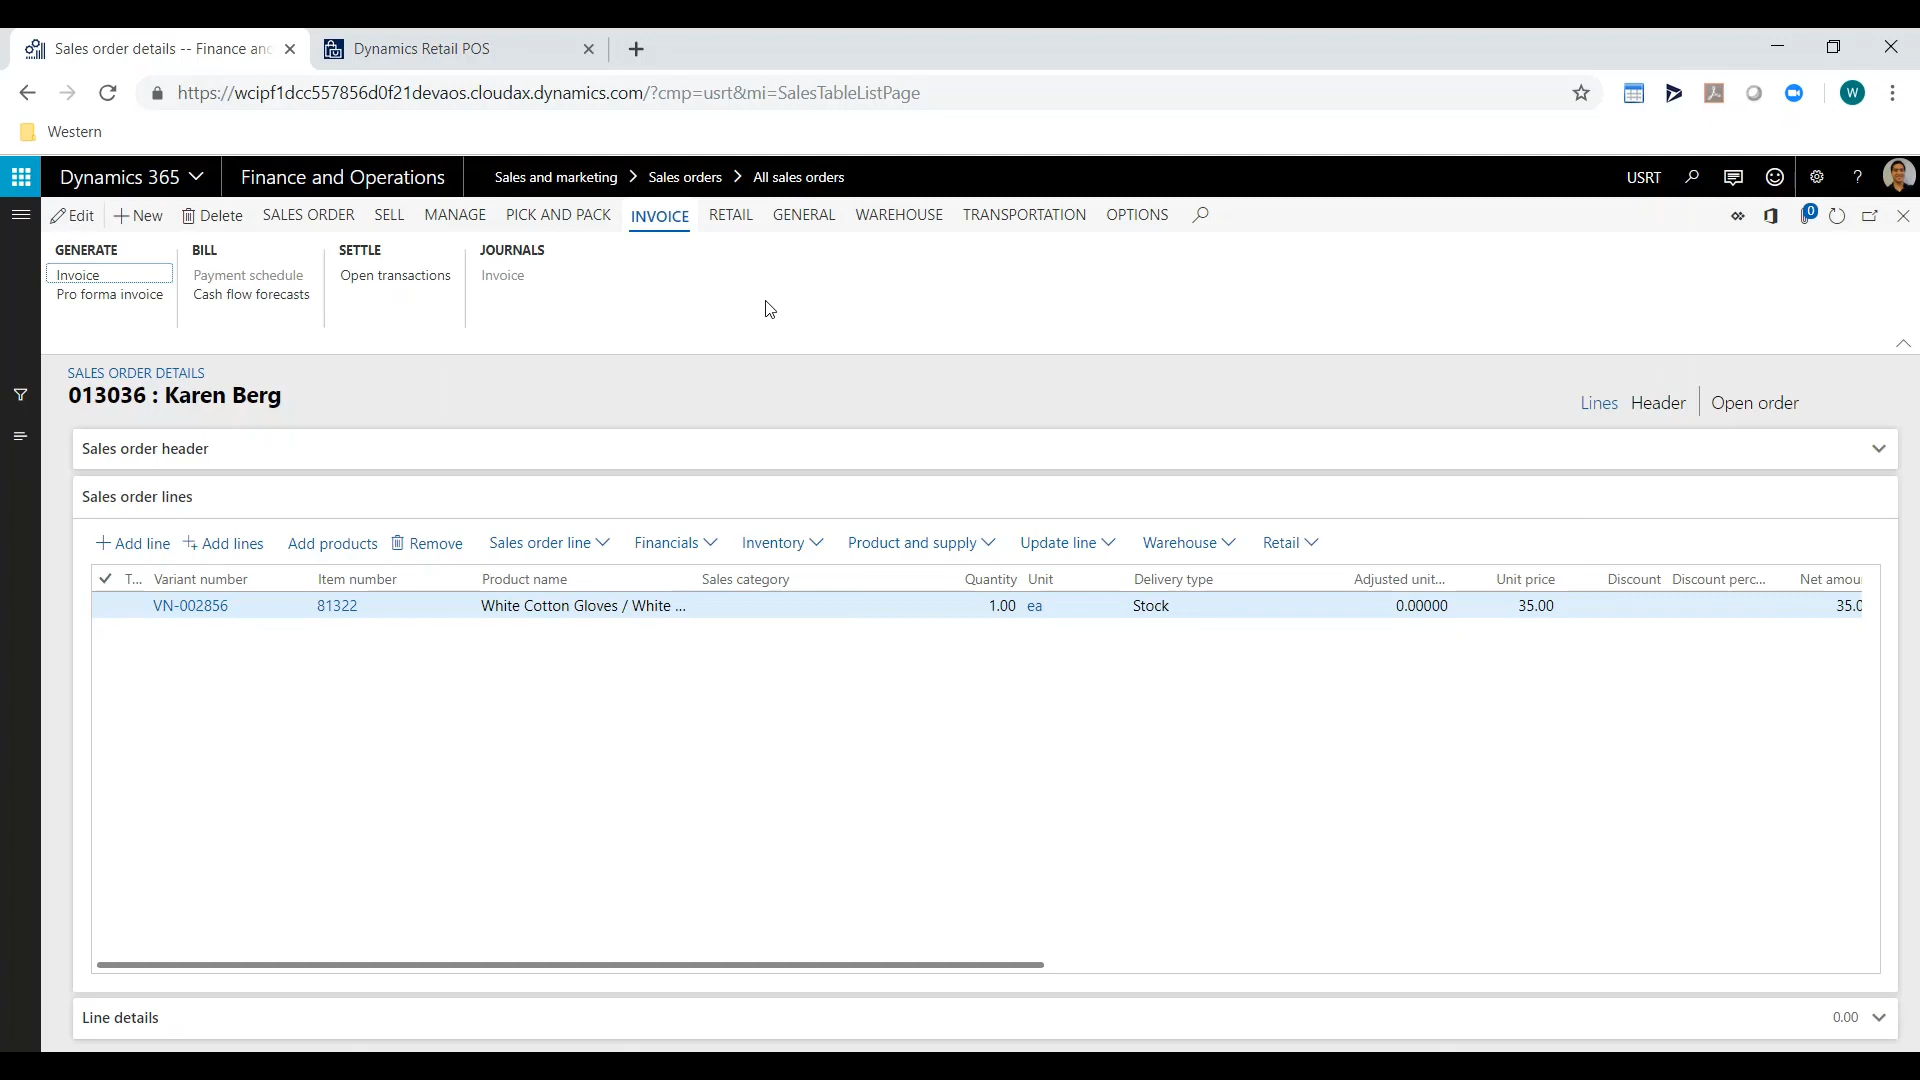 Sales order details -- Finance and
Dynamics Retail POS
https://wcipf1dcc557856d0f21devaos.cloudax.dynamics.com/?cmp=usrt&mi=SalesTableListPage
W
Western
Dynamics 365
Finance and Operations
Sales and marketing > Sales orders > All sales orders
USRT
?
Edit
New
Delete
SALES ORDER
SELL
MANAGE
PICK AND PACK
INVOICE
RETAIL
GENERAL
WAREHOUSE
TRANSPORTATION
OPTIONS
0
GENERATE
Invoice
Pro forma invoice
BILL
Payment schedule
Cash flow forecasts
SETTLE
Open transactions
JOURNALS
Invoice
SALES ORDER DETAILS
013036 : Karen Berg
Lines Header Open order
Sales order header
Sales order lines
Add line Add lines Add products Remove Sales order line Financials Inventory Product and supply Update line Warehouse Retail
T... Variant number Item number Product name Sales category Quantity Unit Delivery type Adjusted unit... Unit price Discount Discount perc... Net amou
VN-002856 81322 White Cotton Gloves / White ... 1.00 ea Stock 0.00000 35.00 35.0
Line details 0.00